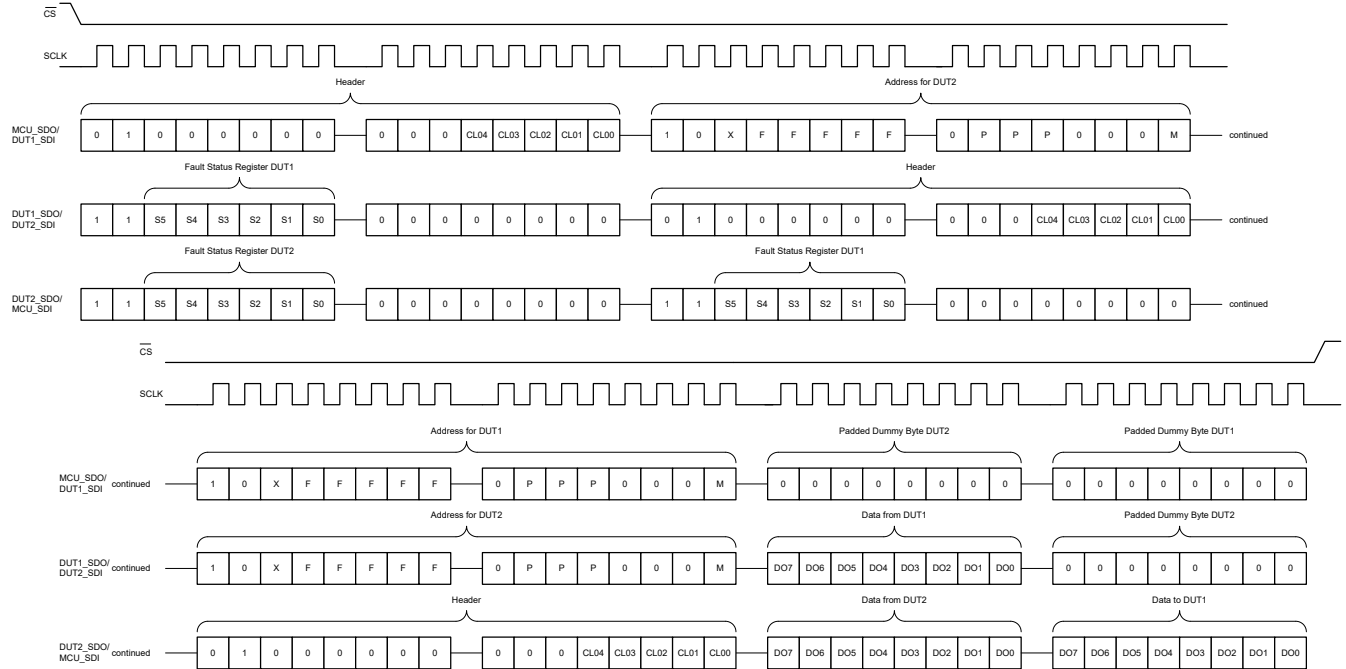 CS
SCLK
Header
Address for DUT2
MCU_SDO/
DUT1_SDI
0 1 0 0 0 0 0 0 0 0 0 CL04 CL03 CL02 CL01 CL00 1 0 X F F F F F 0 P P P 0 0 0 M continued
Fault Status Register DUT1
Header
DUT1_SDO/
DUT2_SDI
1 1 S5 S4 S3 S2 S1 S0 0 0 0 0 0 0 0 0 0 1 0 0 0 0 0 0 0 0 0 CL04 CL03 CL02 CL01 CL00 continued
Fault Status Register DUT2
Fault Status Register DUT1
DUT2_SDO/
MCU_SDI
1 1 S5 S4 S3 S2 S1 S0 0 0 0 0 0 0 0 0 1 1 S5 S4 S3 S2 S1 S0 0 0 0 0 0 0 0 0 continued
CS
SCLK
Address for DUT1
Padded Dummy Byte DUT2
Padded Dummy Byte DUT1
MCU_SDO/
DUT1_SDI
continued 1 0 X F F F F F 0 P P P 0 0 0 M 0 0 0 0 0 0 0 0 0 0 0 0 0 0 0 0
Address for DUT2
Data from DUT1
Padded Dummy Byte DUT2
DUT1_SDO/
DUT2_SDI
continued 1 0 X F F F F F 0 P P P 0 0 0 M DO7 DO6 DO5 DO4 DO3 DO2 DO1 DO0 0 0 0 0 0 0 0 0
Header
Data from DUT2
Data to DUT1
DUT2_SDO/
MCU_SDI
continued 0 1 0 0 0 0 0 0 0 0 0 CL04 CL03 CL02 CL01 CL00 DO7 DO6 DO5 DO4 DO3 DO2 DO1 DO0 DO7 DO6 DO5 DO4 DO3 DO2 DO1 DO0